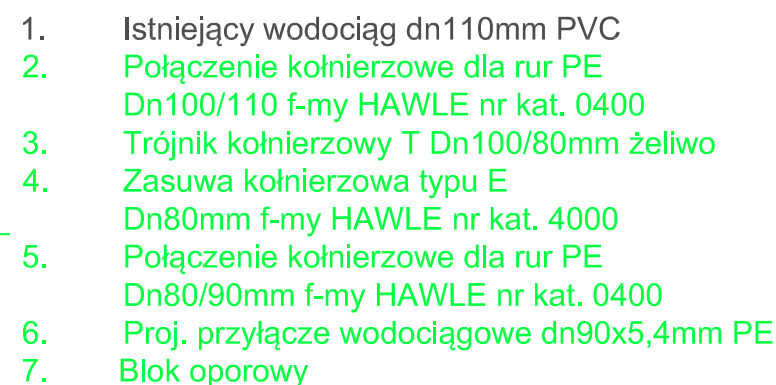 1. Istniejący wodociąg dn110mm PVC
2. Połączenie kołnierzowe dla rur PE
Dn100/110 f-my HAWLE nr kat. 0400
3. Trójnik kołnierzowy T Dn100/80mm żeliwo
4. Zasuwa kołnierzowa typu E
Dn80mm f-my HAWLE nr kat. 4000
5. Połączenie kołnierzowe dla rur PE
Dn80/90mm f-my HAWLE nr kat. 0400
6. Proj. przyłącze wodociągowe dn90x5,4mm PE
7. Blok oporowy